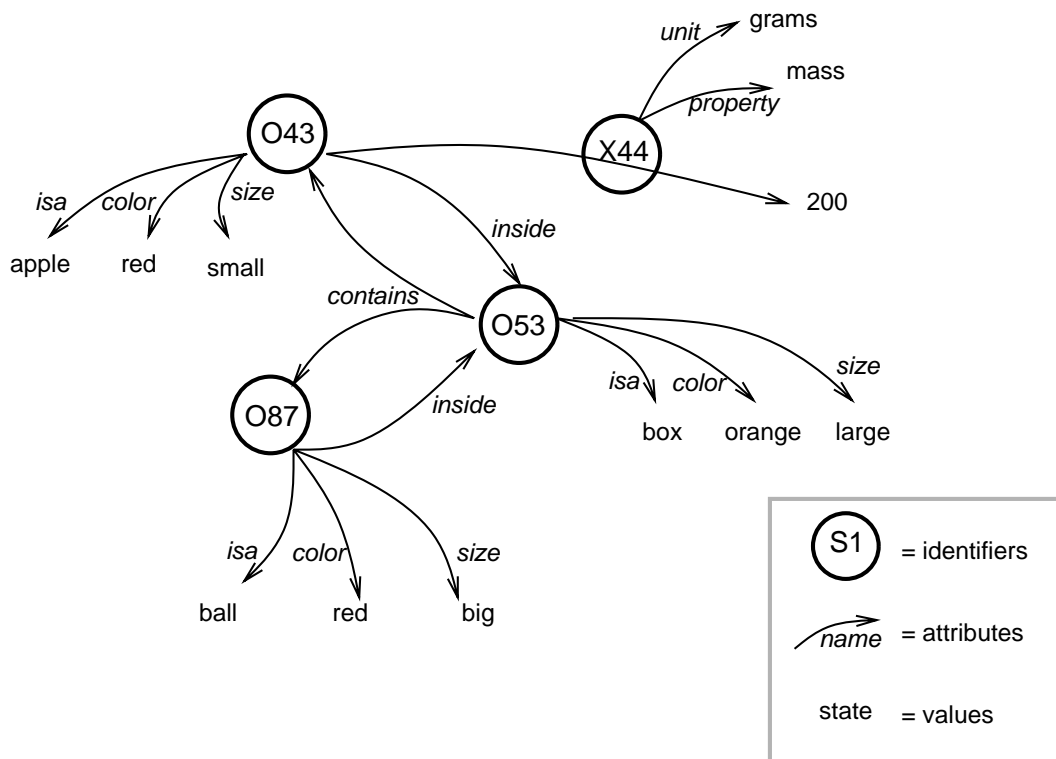 grams
unit
mass
property
O43
X44
isa
color
size
200
inside
apple
red
small
contains
O53
isa
color
size
inside
O87
box
orange
large
isa
color
size
ball
red
big
S1
= identifiers
name
= attributes
state
= values